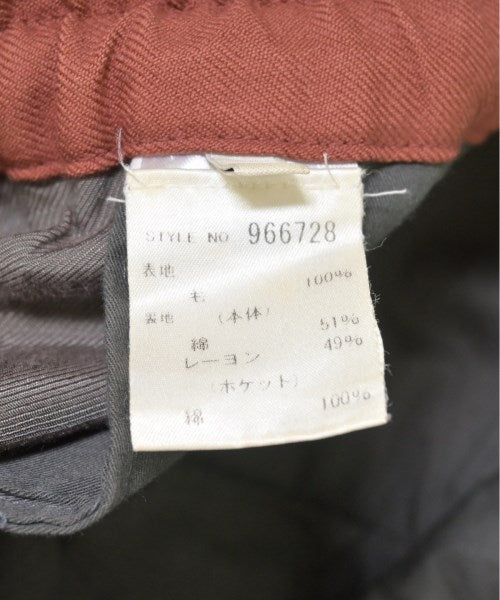 STYLE NO 966728
表地
毛 100%
裏地 (本体)
綿 51%
レーヨン 49%
(ポケット)
綿 100%